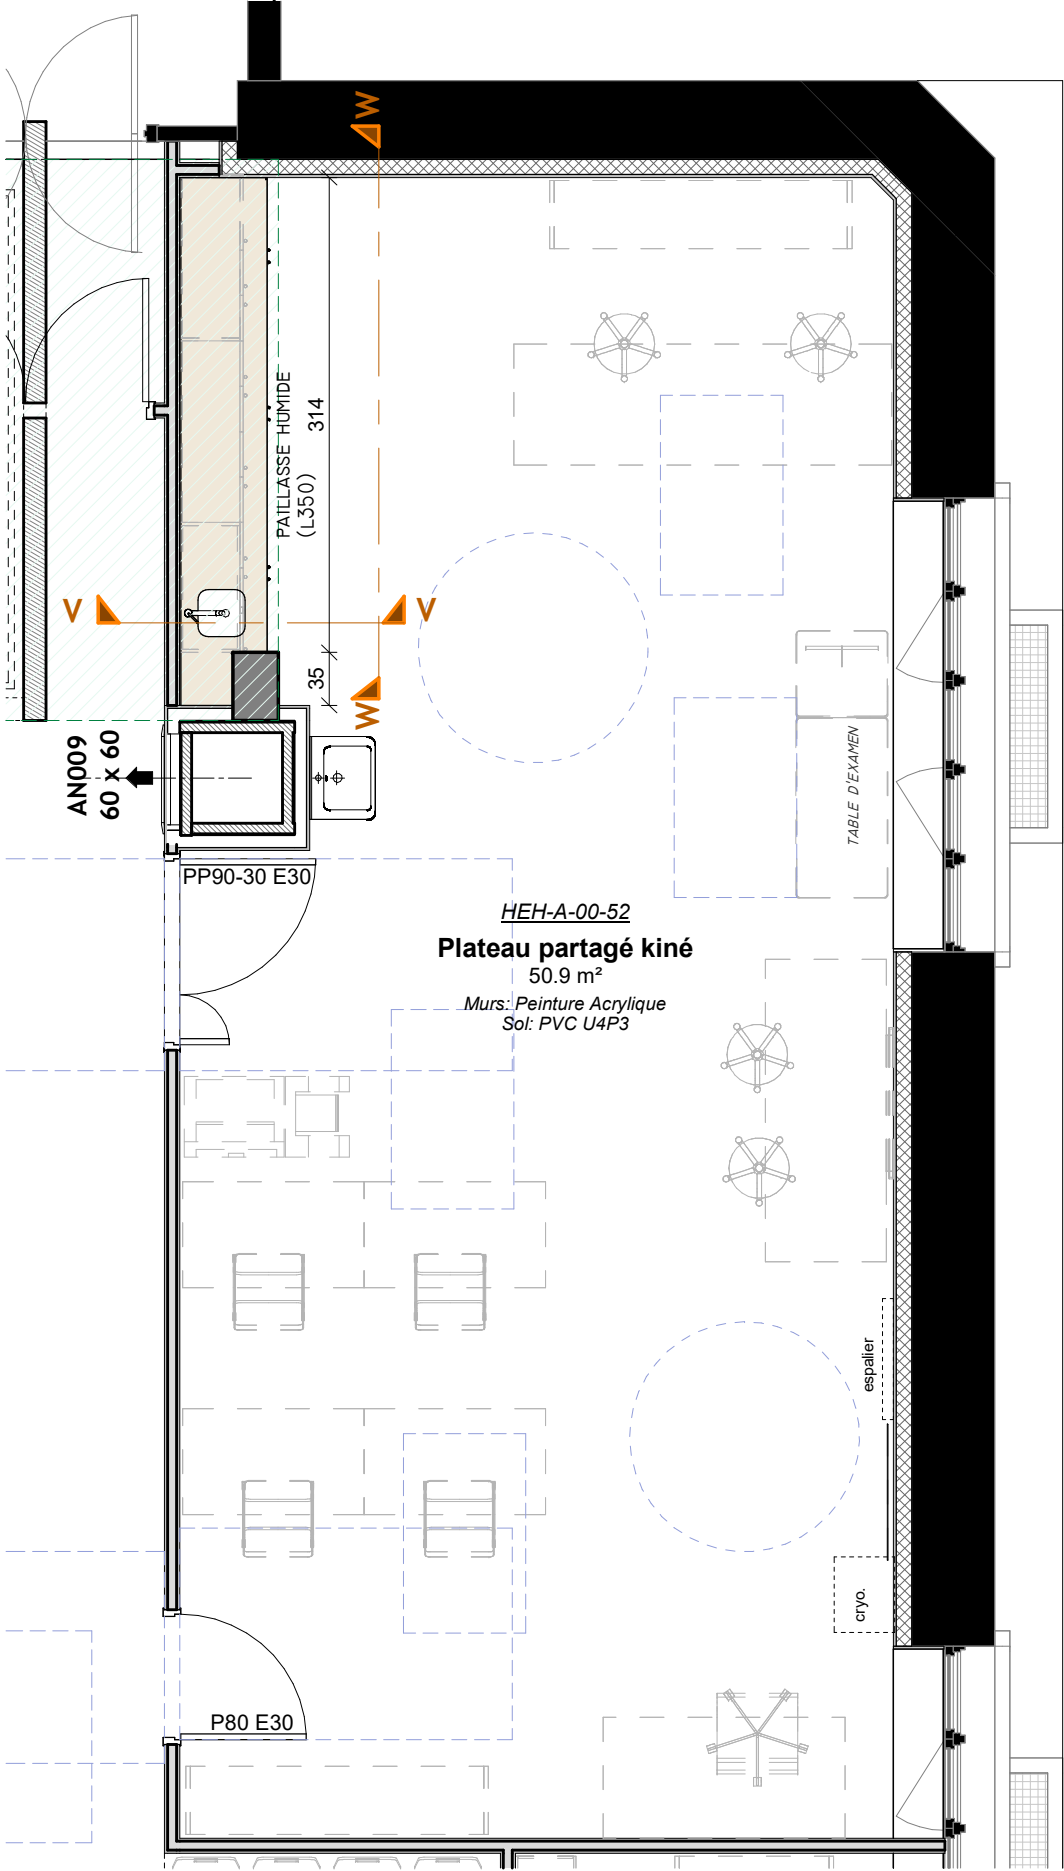 W
PAILLASSE HUMIDE
(L350)
314
V
V
35
W
AN009
60 x 60
PP90-30 E30
TABLE D'EXAMEN
HEH-A-00-52
Plateau partagé kiné
50.9 m²
Murs: Peinture Acrylique
Sol: PVC U4P3
espalier
cryo.
P80 E30